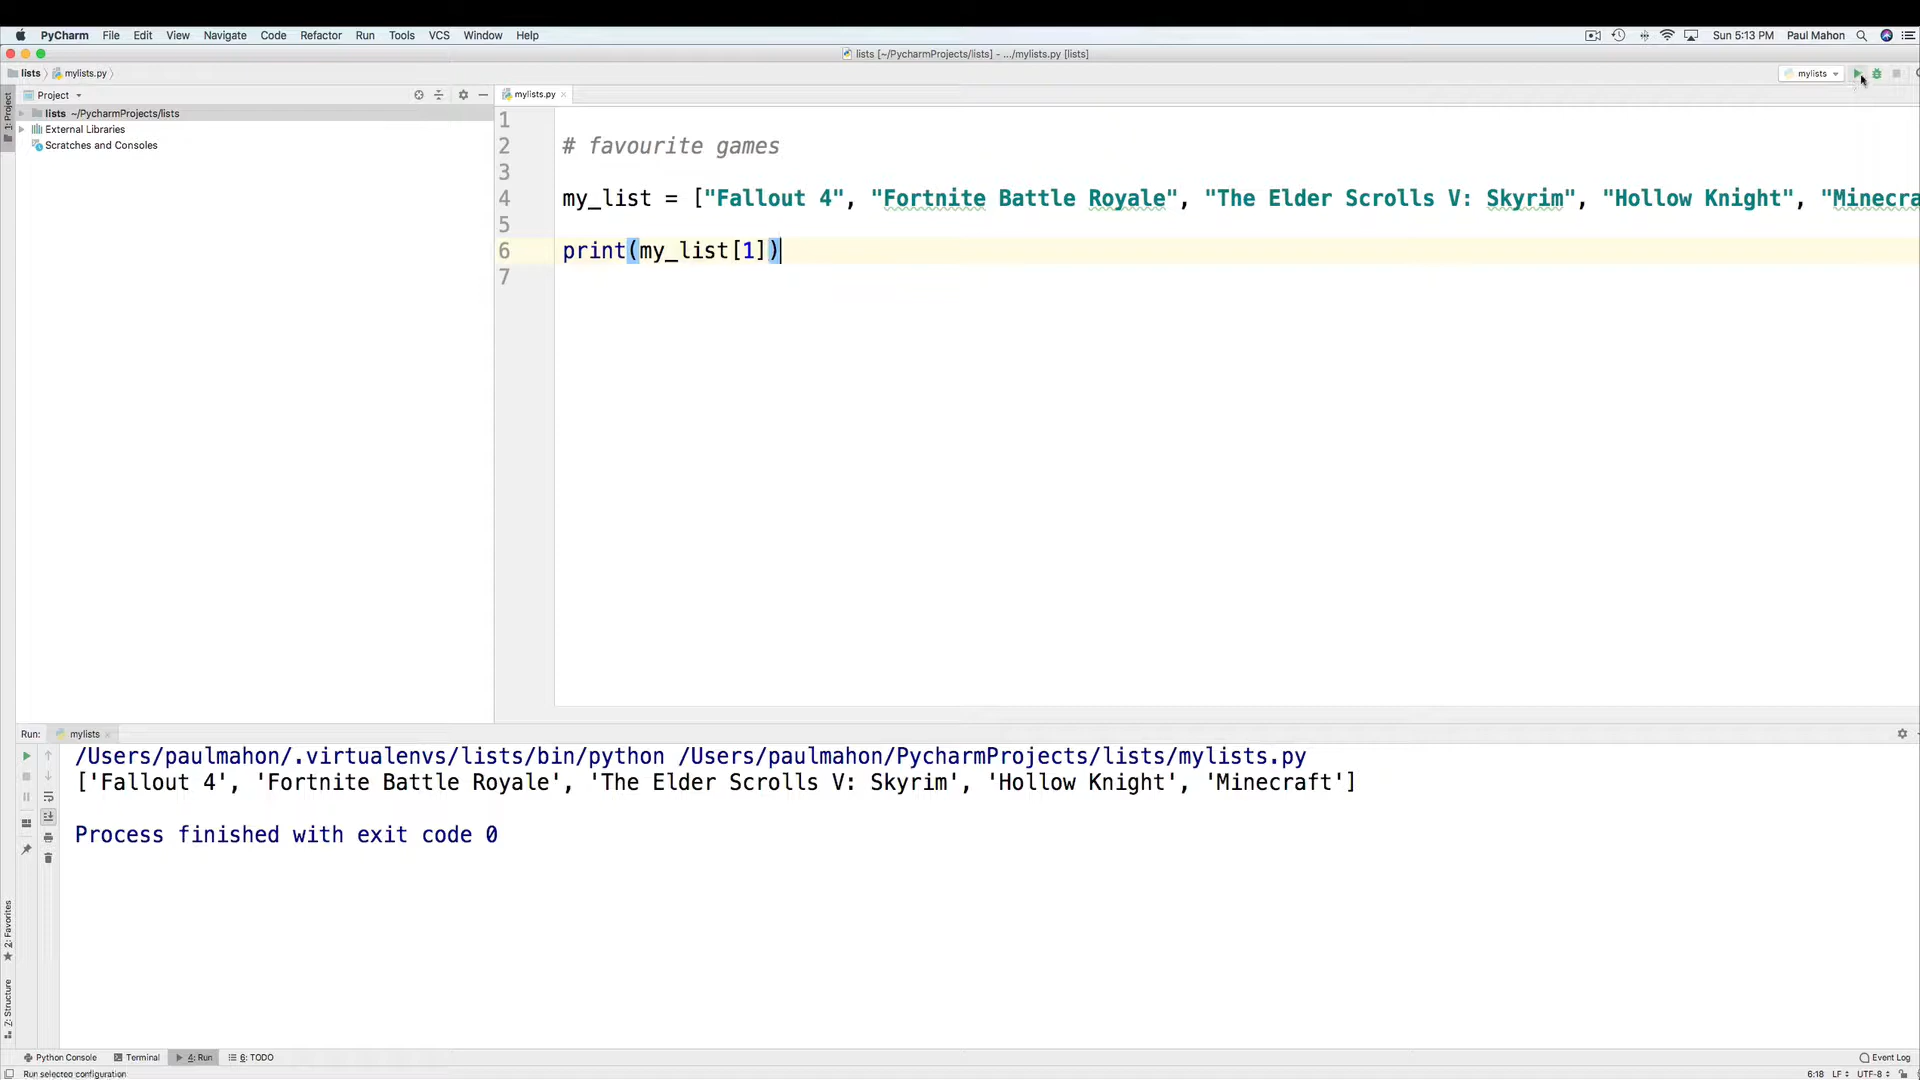 PyCharm File Edit View Navigate Code Refactor Run Tools VCS Window Help Sun 5:13 PM Paul Mahon
lists [~/PycharmProjects/lists] - .../mylists.py [lists]
lists mylists.py mylists
1: Project
Project
mylists.py
lists ~/PycharmProjects/lists
External Libraries
Scratches and Consoles
1
2 # favourite games
3
4 my_list = ["Fallout 4", "Fortnite Battle Royale", "The Elder Scrolls V: Skyrim", "Hollow Knight", "Minecra
5
6 print(my_list[1])
7
Run: mylists
/Users/paulmahon/.virtualenvs/lists/bin/python /Users/paulmahon/PycharmProjects/lists/mylists.py
['Fallout 4', 'Fortnite Battle Royale', 'The Elder Scrolls V: Skyrim', 'Hollow Knight', 'Minecraft']
Process finished with exit code 0
2: Favorites
Z: Structure
Python Console Terminal 4: Run 6: TODO Event Log
Run selected configuration 6:18 LF UTF-8